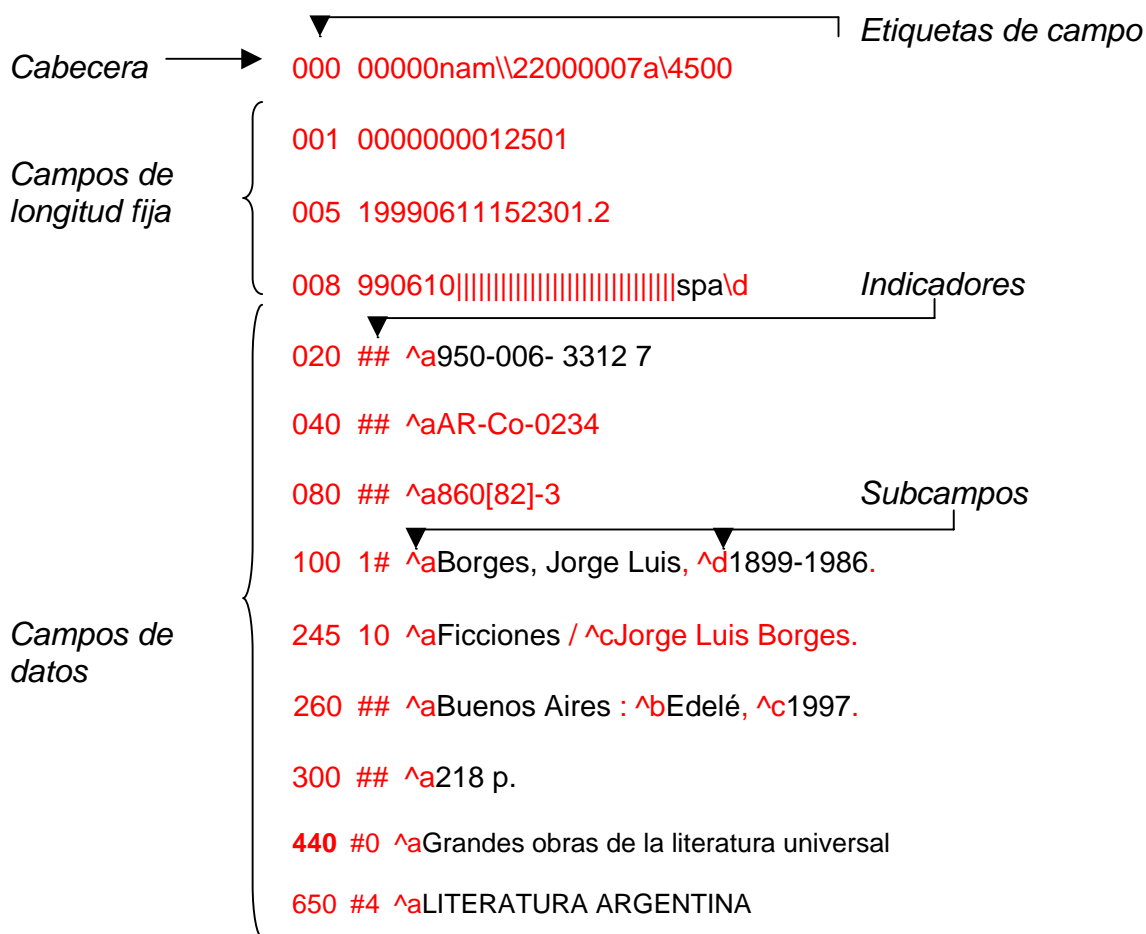 Etiquetas de campo
Cabecera
000 00000nam\\22000007a\4500
Campos de
longitud fija
001 0000000012501
005 19990611152301.2
008 990610||||||||||||||||||||||||||||||spa\d
Indicadores
020 ## ^a950-006- 3312 7
040 ## ^aAR-Co-0234
080 ## ^a860[82]-3
Subcampos
100 1# ^aBorges, Jorge Luis, ^d1899-1986.
Campos de
datos
245 10 ^aFicciones / ^cJorge Luis Borges.
260 ## ^aBuenos Aires : ^bEdelé, ^c1997.
300 ## ^a218 p.
440 #0 ^aGrandes obras de la literatura universal
650 #4 ^aLITERATURA ARGENTINA